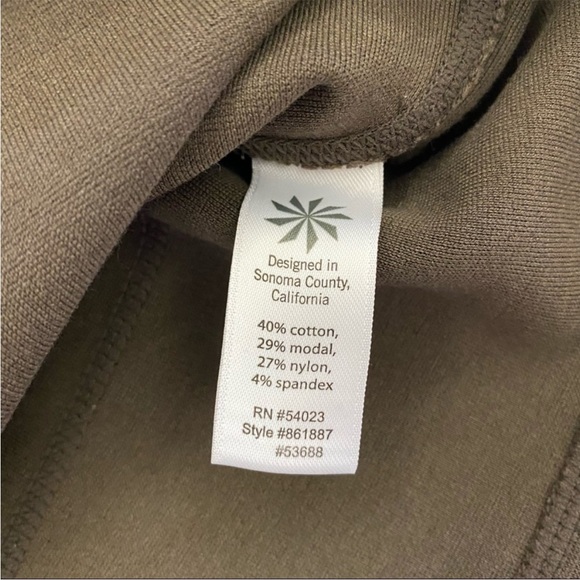 Designed in
Sonoma County,
California
40% cotton,
29% modal,
27% nylon,
4% spandex
RN #54023
Style #861887
#53688